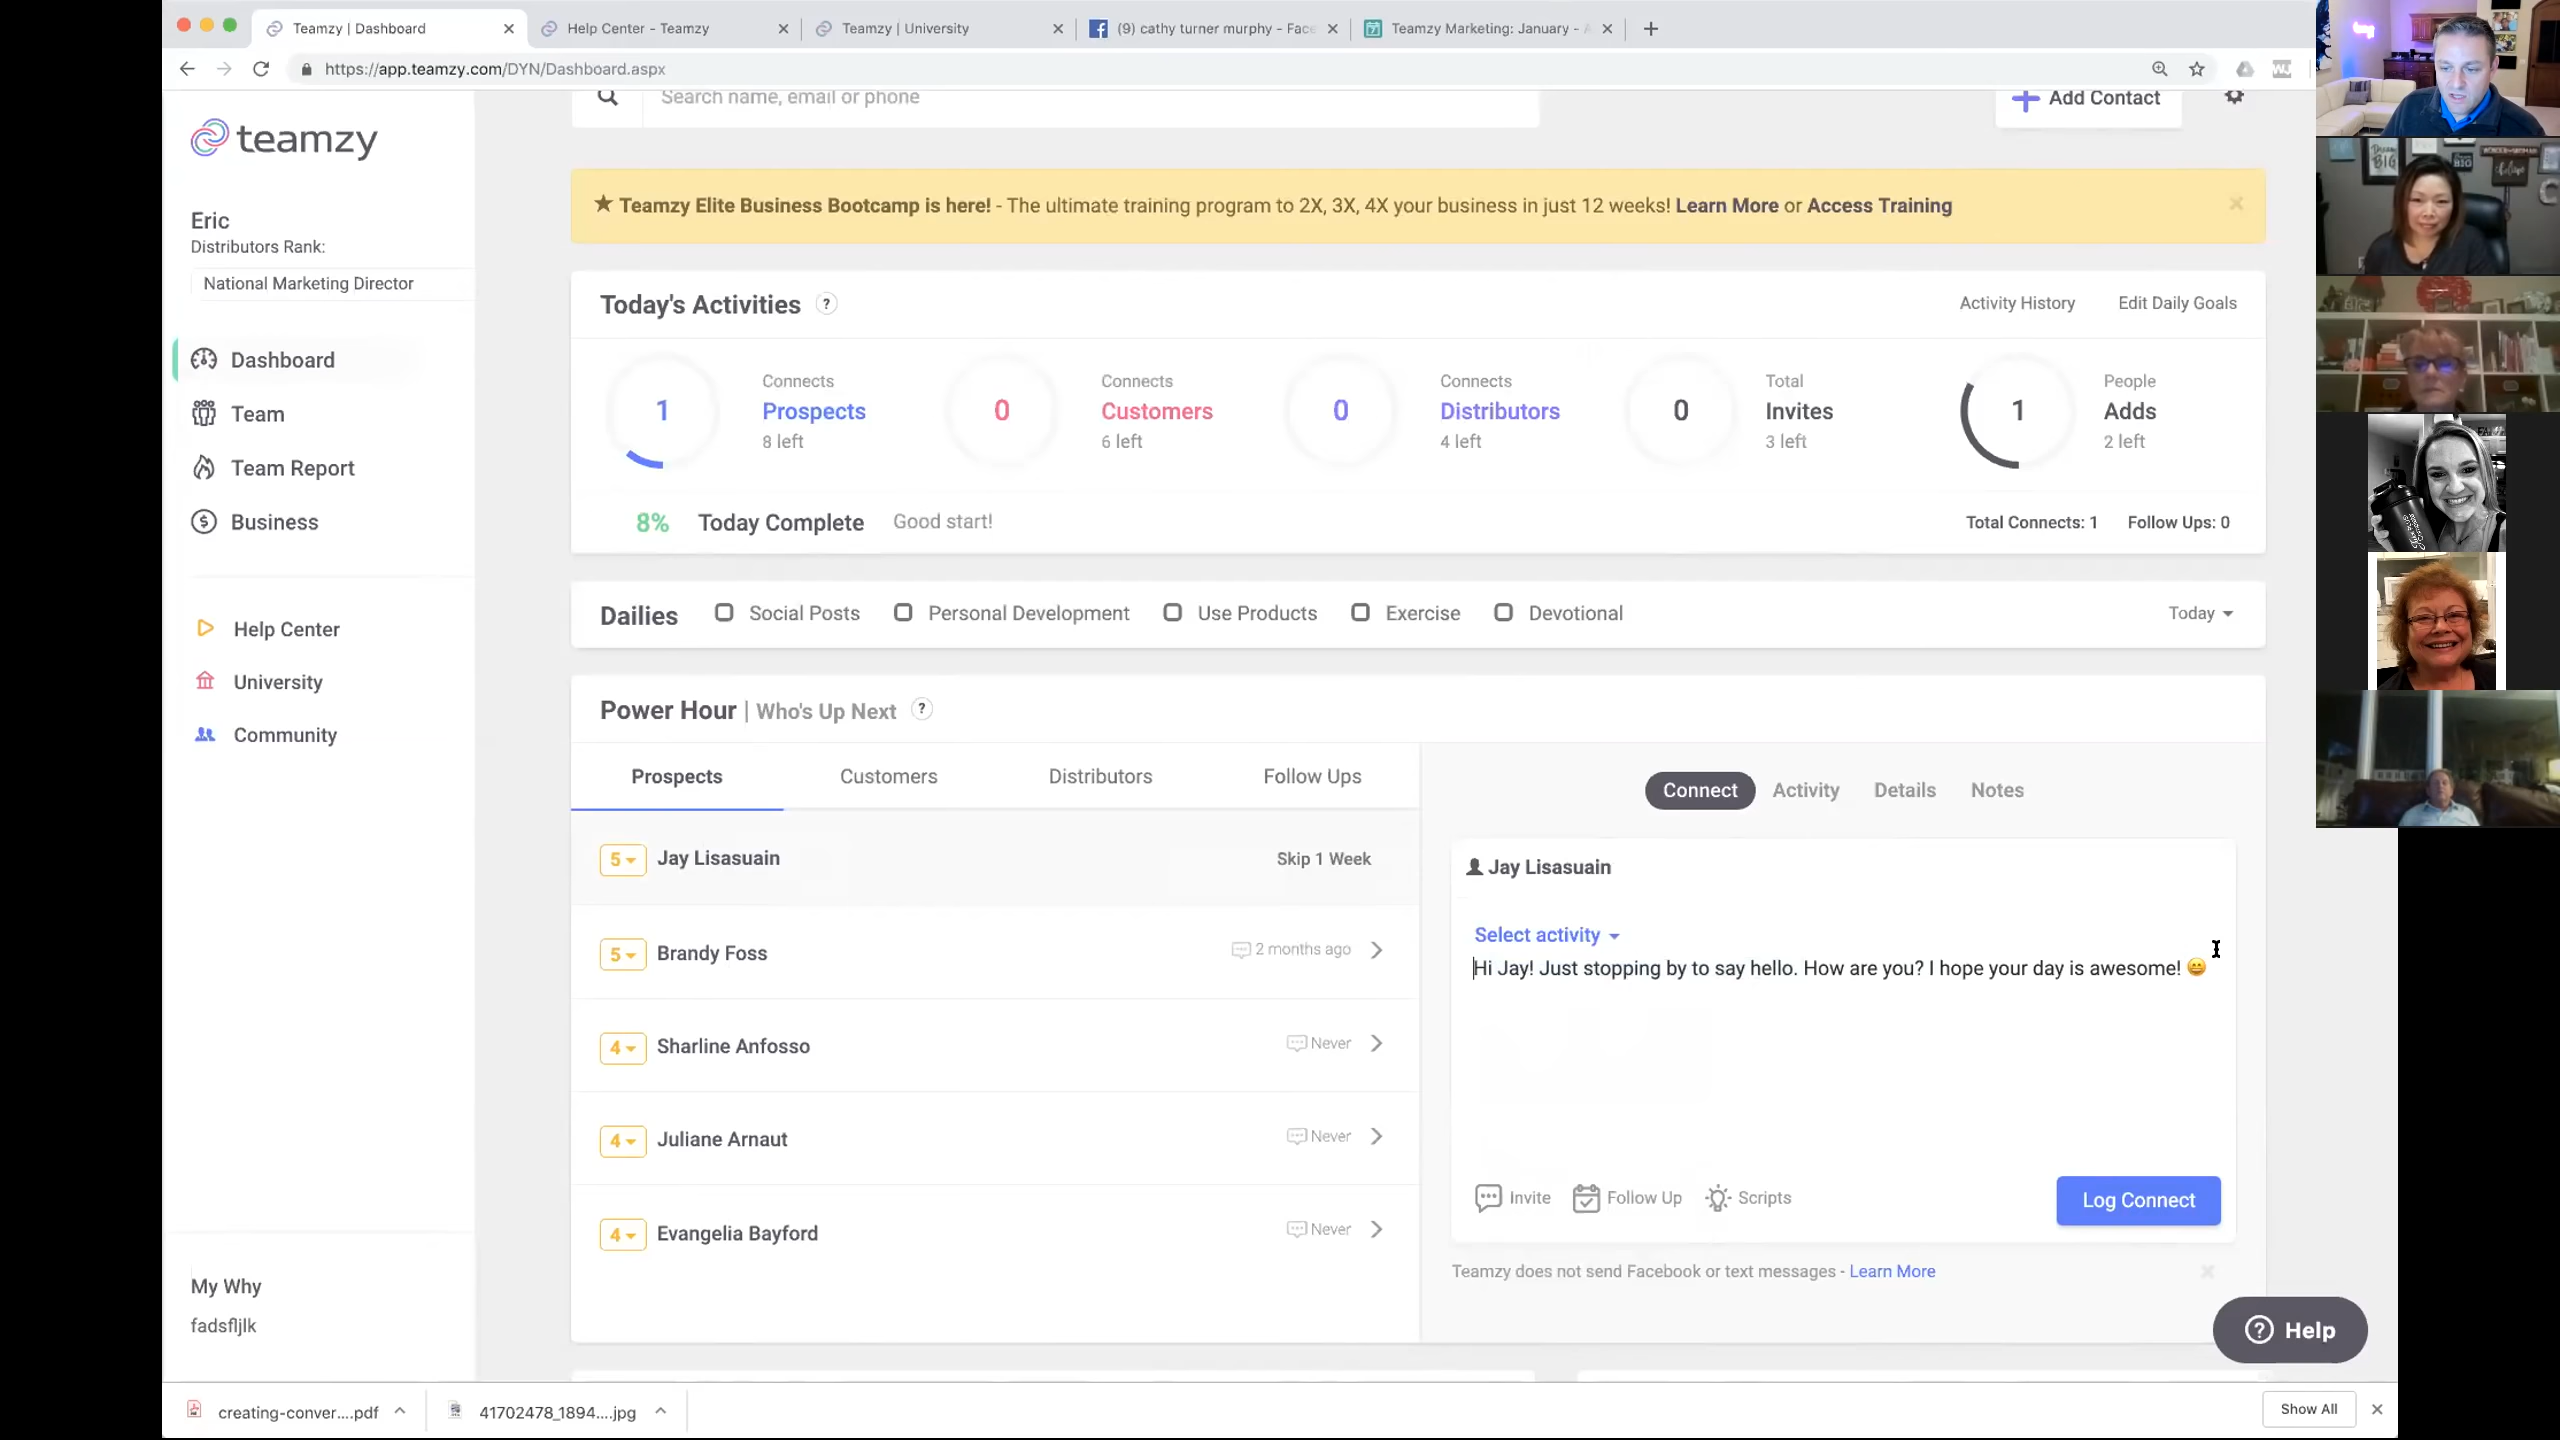 Teamzy | Dashboard
Help Center - Teamzy
Teamzy | University
(9) cathy turner murphy - Face
Teamzy Marketing: January - A
https://app.teamzy.com/DYN/Dashboard.aspx
teamzy
Search name, email or phone
Add Contact
★ Teamzy Elite Business Bootcamp is here! - The ultimate training program to 2X, 3X, 4X your business in just 12 weeks! Learn More or Access Training
Eric
Distributors Rank:
National Marketing Director
Dashboard
Team
Team Report
Business
Help Center
University
Community
My Why
fadsfljlk
Today's Activities ?
Activity History
Edit Daily Goals
1
Connects
Prospects
8 left
0
Connects
Customers
6 left
0
Connects
Distributors
4 left
0
Total
Invites
3 left
1
People
Adds
2 left
8% Today Complete Good start!
Total Connects: 1 Follow Ups: 0
Dailies
Social Posts
Personal Development
Use Products
Exercise
Devotional
Today
Power Hour | Who's Up Next ?
Prospects
Customers
Distributors
Follow Ups
5 Jay Lisasuain Skip 1 Week
5 Brandy Foss 2 months ago
4 Sharline Anfosso Never
4 Juliane Arnaut Never
4 Evangelia Bayford Never
Connect
Activity
Details
Notes
Jay Lisasuain
Select activity
Hi Jay! Just stopping by to say hello. How are you? I hope your day is awesome! 😄
Invite
Follow Up
Scripts
Log Connect
Teamzy does not send Facebook or text messages - Learn More
Help
creating-conver....pdf
41702478_1894....jpg
Show All
DREAM BIG